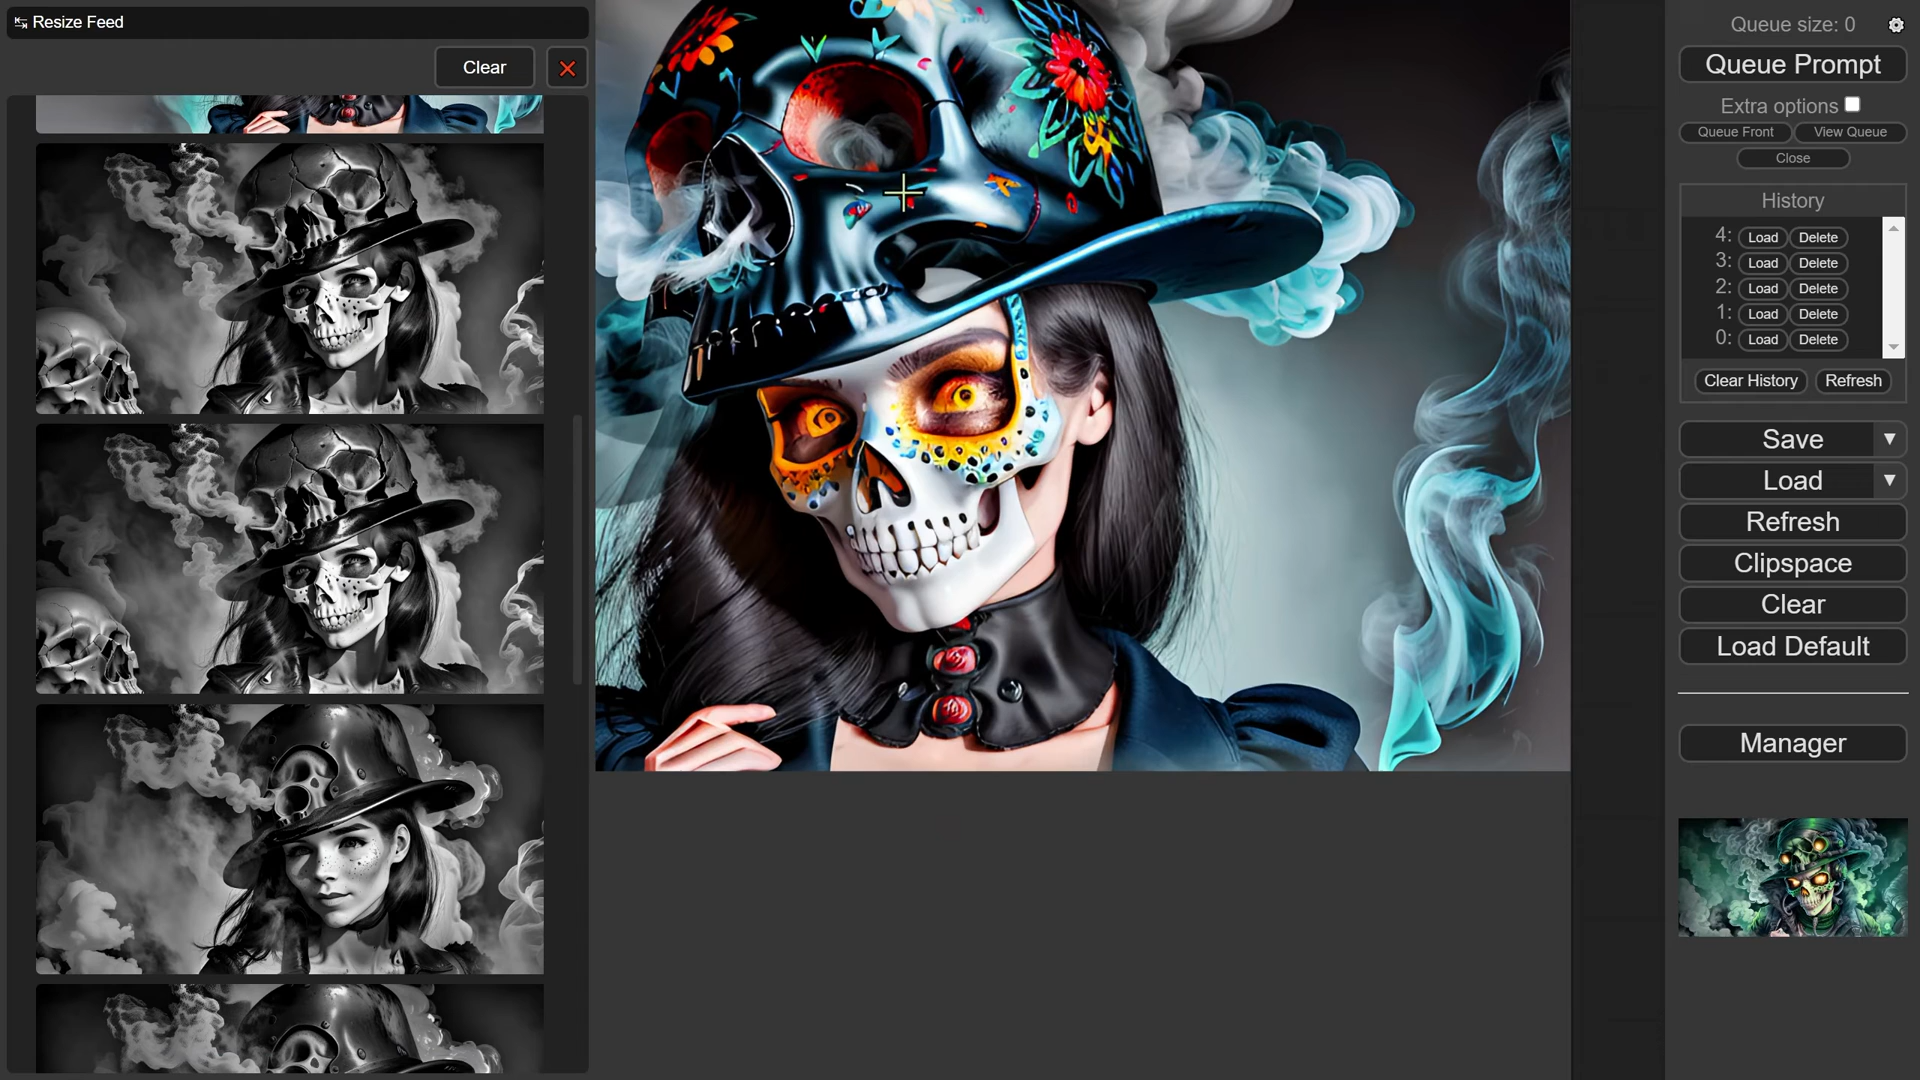 Resize Feed
Clear
Queue size: 0
Queue Prompt
Extra options
Queue Front
View Queue
Close
History
4: Load Delete
3: Load Delete
2: Load Delete
1: Load Delete
0: Load Delete
Clear History
Refresh
Save
Load
Refresh
Clipspace
Clear
Load Default
Manager